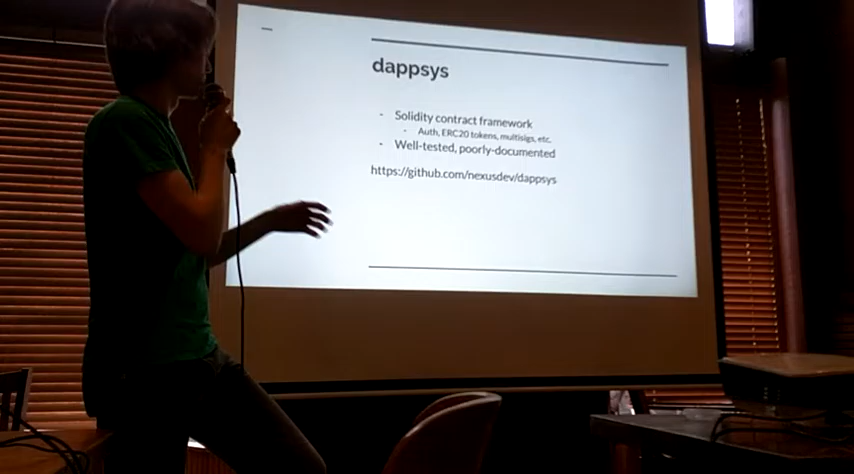 dappsys
- Solidity contract framework
- Auth, ERC20 tokens, multisigs, etc.
- Well-tested, poorly-documented
https://github.com/nexusdev/dappsys